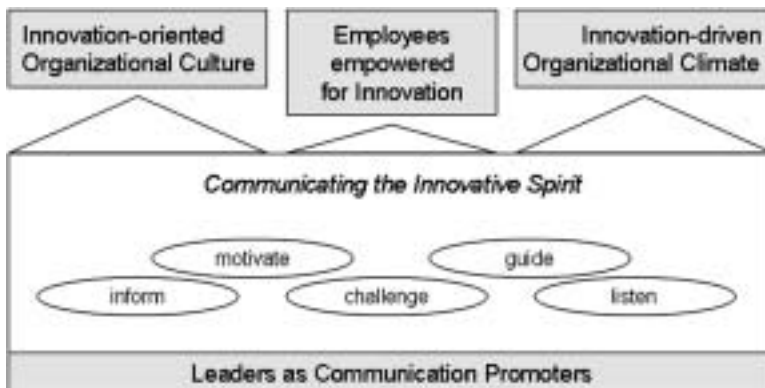 Innovation-oriented
Organizational Culture
Employees
empowered
for Innovation
Innovation-driven
Organizational Climate
Communicating the Innovative Spirit
motivate
guide
inform
challenge
listen
Leaders as Communication Promoters